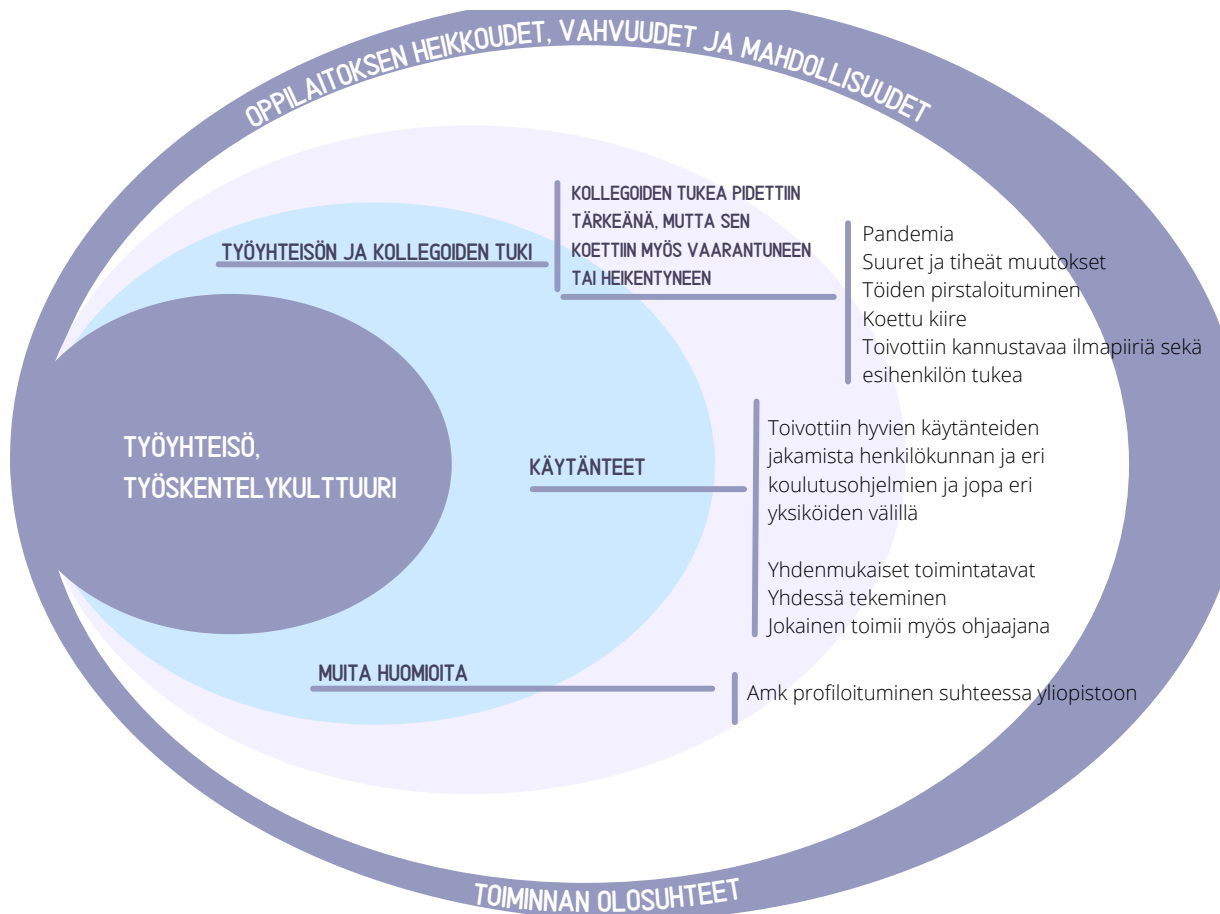 OPPILAITOKSEN HEIKKOUDET, VAHVUUDET JA MAHDOLLISUUDET
TYÖYHTEISÖ,
TYÖSKENTELYKULTTUURI
TYÖYHTEISÖN JA KOLLEGOIDEN TUKI
KOLLEGOIDEN TUKEA PIDETTIIN
TÄRKEÄNÄ, MUTTA SEN
KOETTIIN MYÖS VAARANTUNEEN
TAI HEIKENTYNEEN
Pandemia
Suuret ja tiheät muutokset
Töiden pirstaloituminen
Koettu kiire
Toivottiin kannustavaa ilmapiiriä sekä
esihenkilön tukea
KÄYTÄNTEET
Toivottiin hyvien käytänteiden
jakamista henkilökunnan ja eri
koulutusohjelmien ja jopa eri
yksiköiden välillä
Yhdenmukaiset toimintatavat
Yhdessä tekeminen
Jokainen toimii myös ohjaajana
MUITA HUOMIOITA
Amk profiloituminen suhteessa yliopistoon
TOIMINNAN OLOSUHTEET